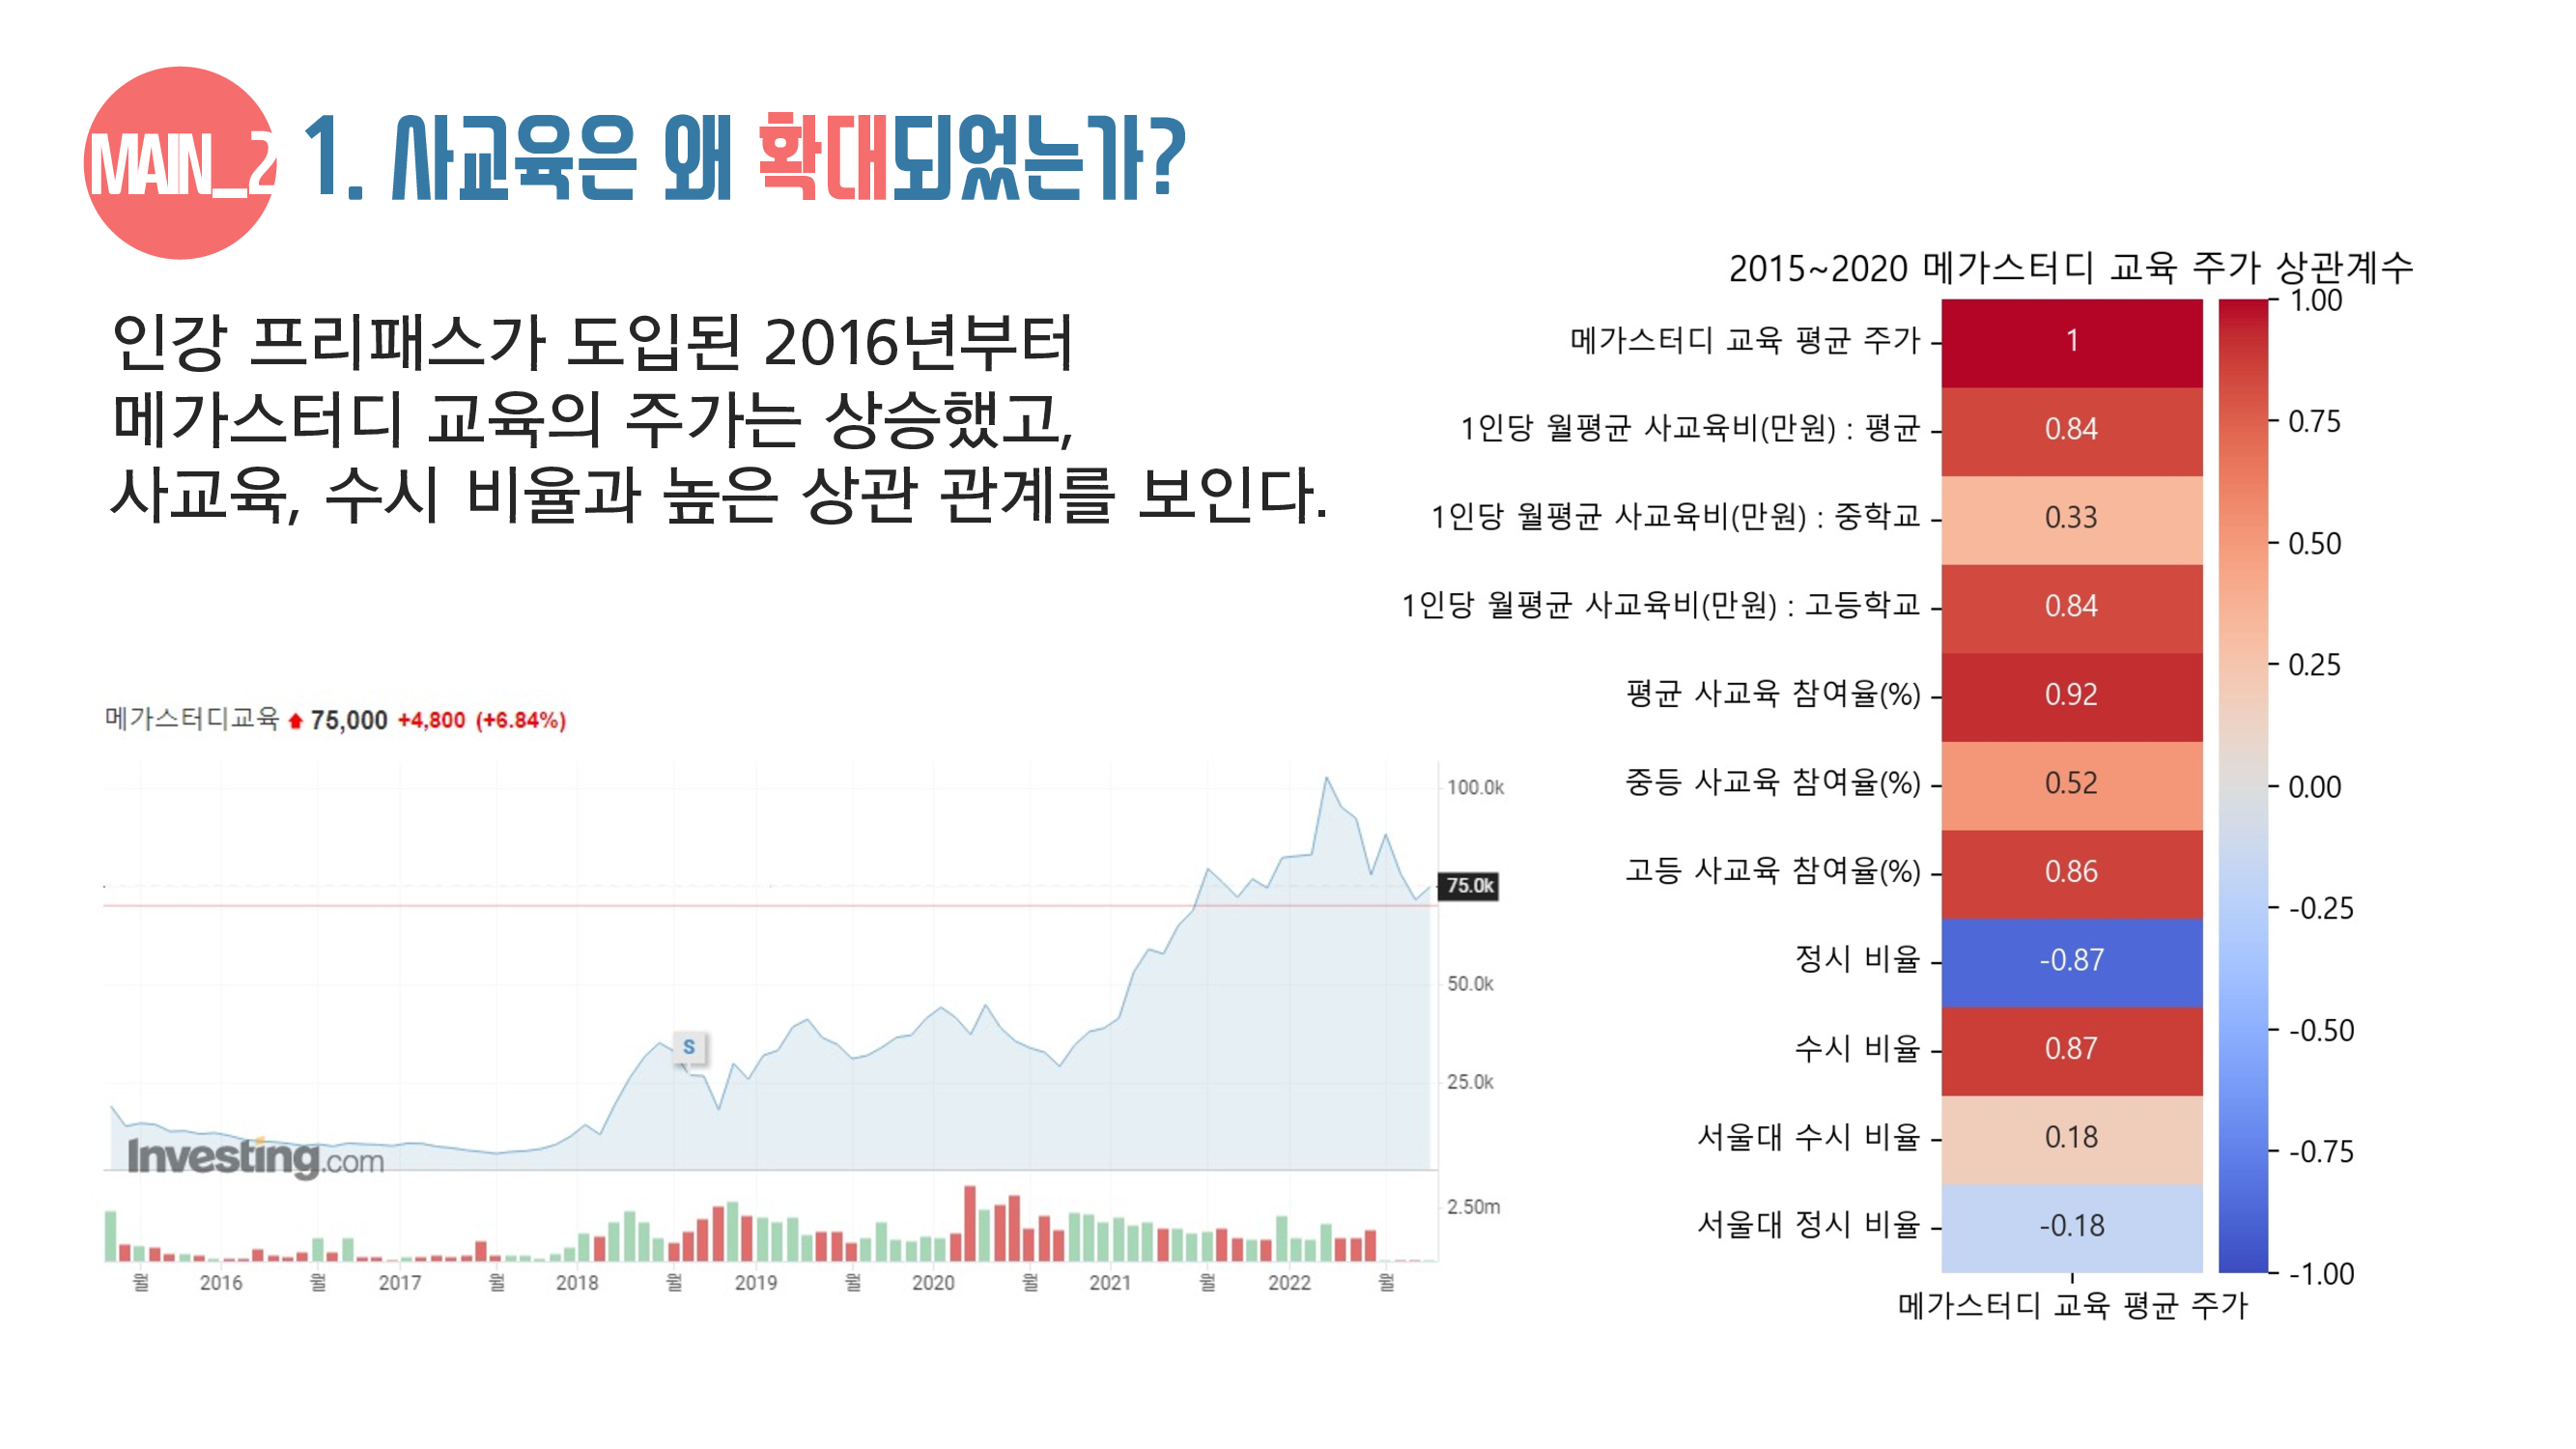 MAIN_2
1. 사교육은 왜 확대되었는가?
인강 프리패스가 도입된 2016년부터
메가스터디 교육의 주가는 상승했고,
사교육, 수시 비율과 높은 상관 관계를 보인다.
메가스터디교육 75,000 +4,800 (+6.84%)
100.0k
75.0k
50.0k
25.0k
S
Investing.com
2.50m
월 2016 월 2017 월 2018 월 2019 월 2020 월 2021 월 2022 월
2015~2020 메가스터디 교육 주가 상관계수
메가스터디 교육 평균 주가 1
1인당 월평균 사교육비(만원) : 평균 0.84
1인당 월평균 사교육비(만원) : 중학교 0.33
1인당 월평균 사교육비(만원) : 고등학교 0.84
평균 사교육 참여율(%) 0.92
중등 사교육 참여율(%) 0.52
고등 사교육 참여율(%) 0.86
정시 비율 -0.87
수시 비율 0.87
서울대 수시 비율 0.18
서울대 정시 비율 -0.18
메가스터디 교육 평균 주가
1.00
0.75
0.50
0.25
0.00
-0.25
-0.50
-0.75
-1.00